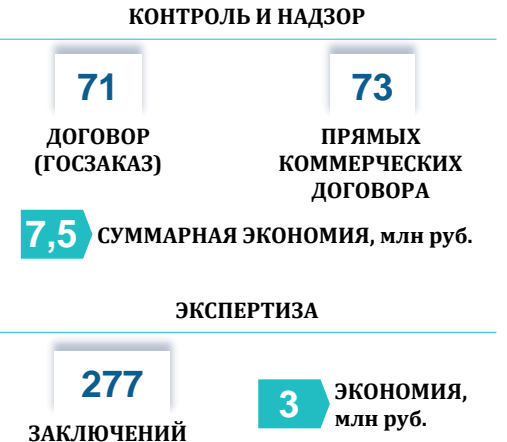 КОНТРОЛЬ И НАДЗОР
71
ДОГОВОР
(ГОСЗАКАЗ)
73
ПРЯМЫХ
КОММЕРЧЕСКИХ
ДОГОВОРА
7,5 СУММАРНАЯ ЭКОНОМИЯ, млн руб.
ЭКСПЕРТИЗА
277
ЗАКЛЮЧЕНИЙ
3
ЭКОНОМИЯ,
млн руб.